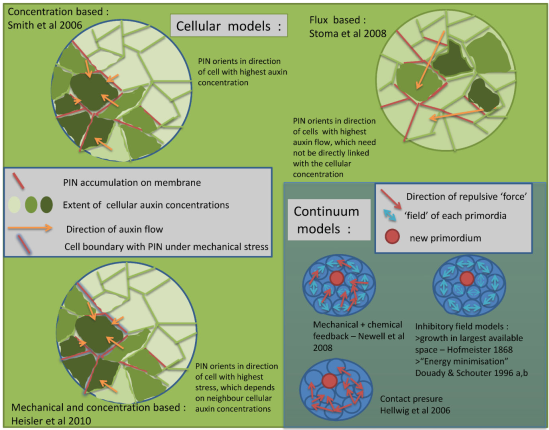 Concentration based :
Smith et al 2006
Cellular models :
Flux based :
Stoma et al 2008
PIN orients in direction
of cell with highest auxin
concentration
PIN orients in direction
of cells with highest
auxin flow, which need
not be directly linked
with the cellular
concentration
PIN accumulation on membrane
Extent of cellular auxin concentrations
Direction of auxin flow
Cell boundary with PIN under mechanical stress
Continuum
models :
Direction of repulsive ‘force’
‘field’ of each primordia
new primordium
Mechanical + chemical
feedback – Newell et al
2008
Inhibitory field models :
>growth in largest available
space – Hofmeister 1868
>“Energy minimisation”
Douady & Schouter 1996 a,b
Contact presure
Hellwig et al 2006
PIN orients in direction
of cell with highest
stress, which depends
on neighbour cellular
auxin concentrations
Mechanical and concentration based :
Heisler et al 2010